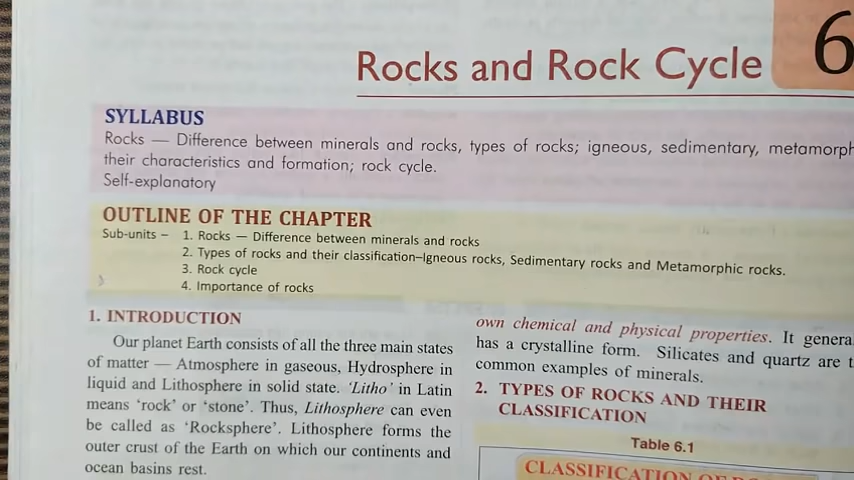 Rocks and Rock Cycle
6
SYLLABUS
Rocks — Difference between minerals and rocks, types of rocks; igneous, sedimentary, metamorph
their characteristics and formation; rock cycle.
Self-explanatory
OUTLINE OF THE CHAPTER
Sub-units – 1. Rocks — Difference between minerals and rocks
2. Types of rocks and their classification–Igneous rocks, Sedimentary rocks and Metamorphic rocks.
3. Rock cycle
4. Importance of rocks
1. INTRODUCTION
Our planet Earth consists of all the three main states
of matter — Atmosphere in gaseous, Hydrosphere in
liquid and Lithosphere in solid state. 'Litho' in Latin
means 'rock' or 'stone'. Thus, Lithosphere can even
be called as 'Rocksphere'. Lithosphere forms the
outer crust of the Earth on which our continents and
ocean basins rest.
own chemical and physical properties. It genera
has a crystalline form. Silicates and quartz are t
common examples of minerals.
2. TYPES OF ROCKS AND THEIR
CLASSIFICATION
Table 6.1
CLASSIFICATION OF